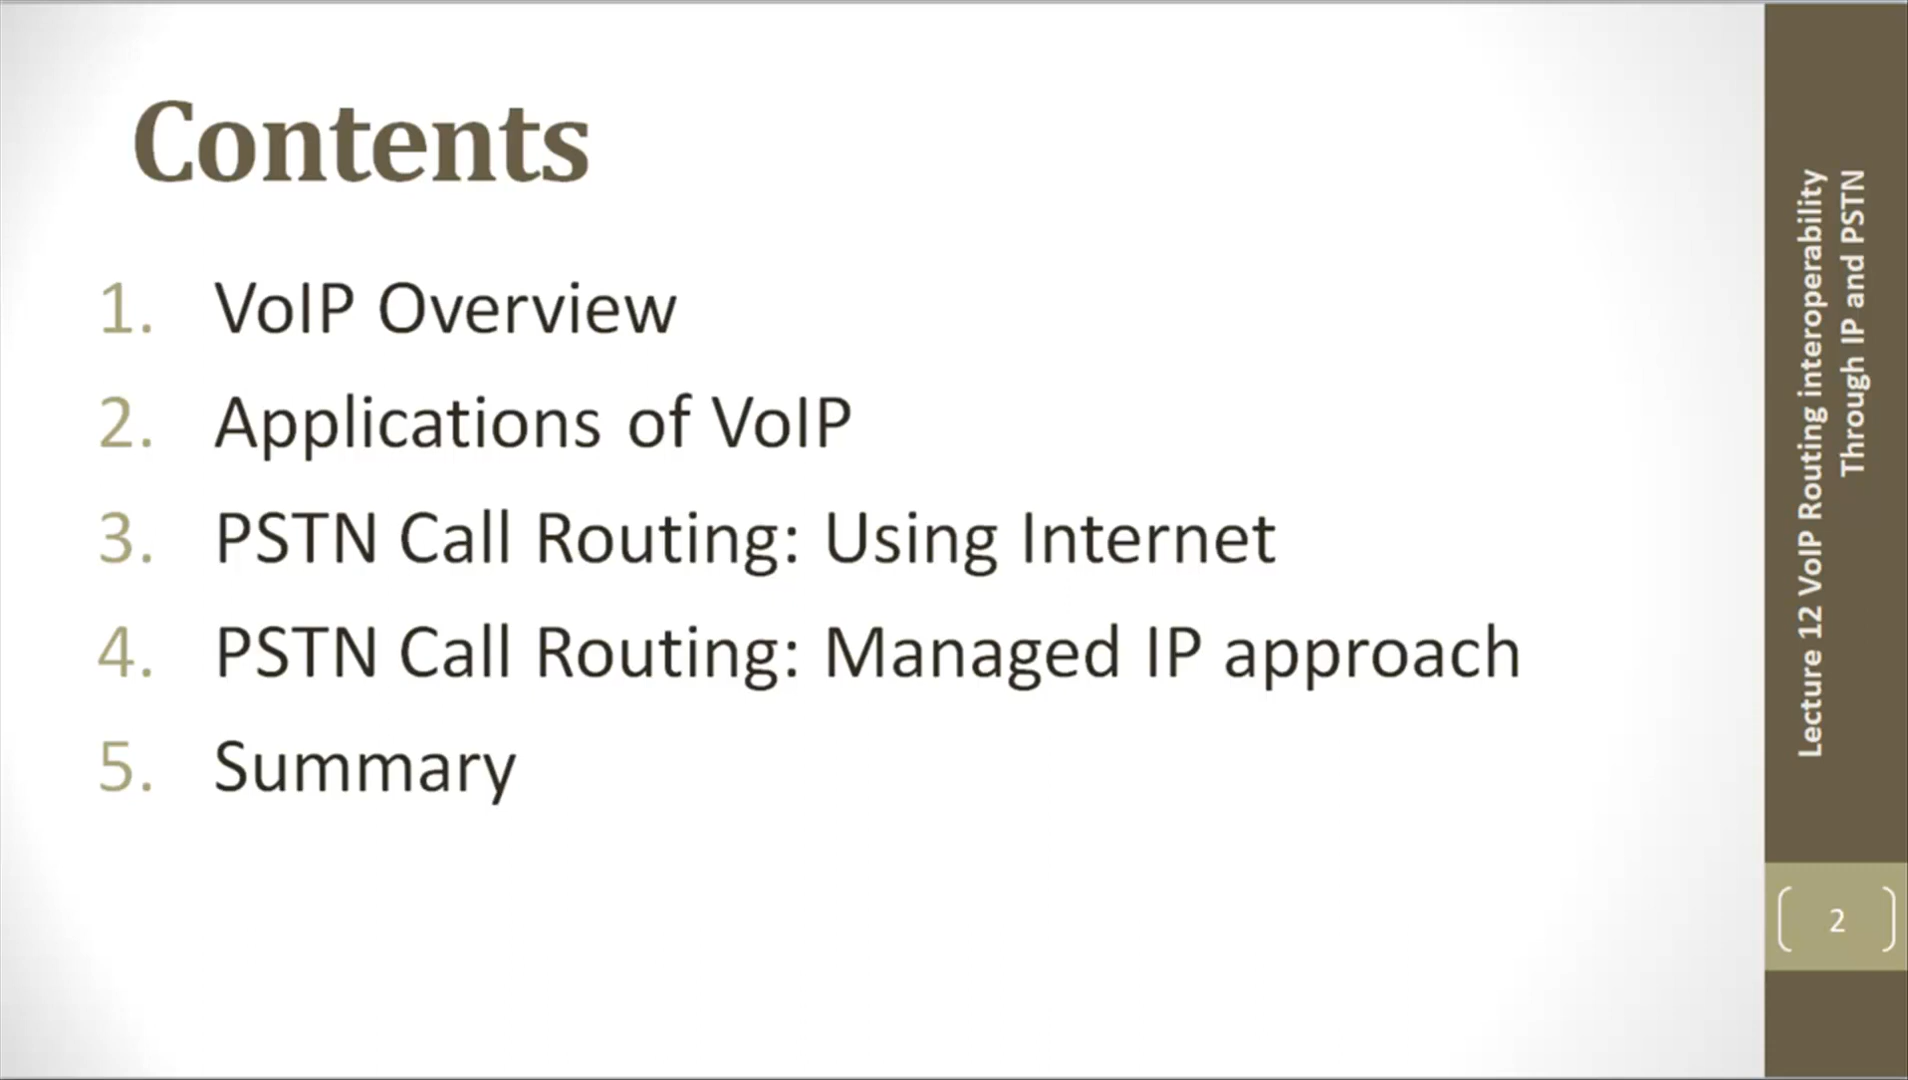 Contents
1. VoIP Overview
2. Applications of VoIP
3. PSTN Call Routing: Using Internet
4. PSTN Call Routing: Managed IP approach
5. Summary
Lecture 12 VoIP Routing interoperability
Through IP and PSTN
2